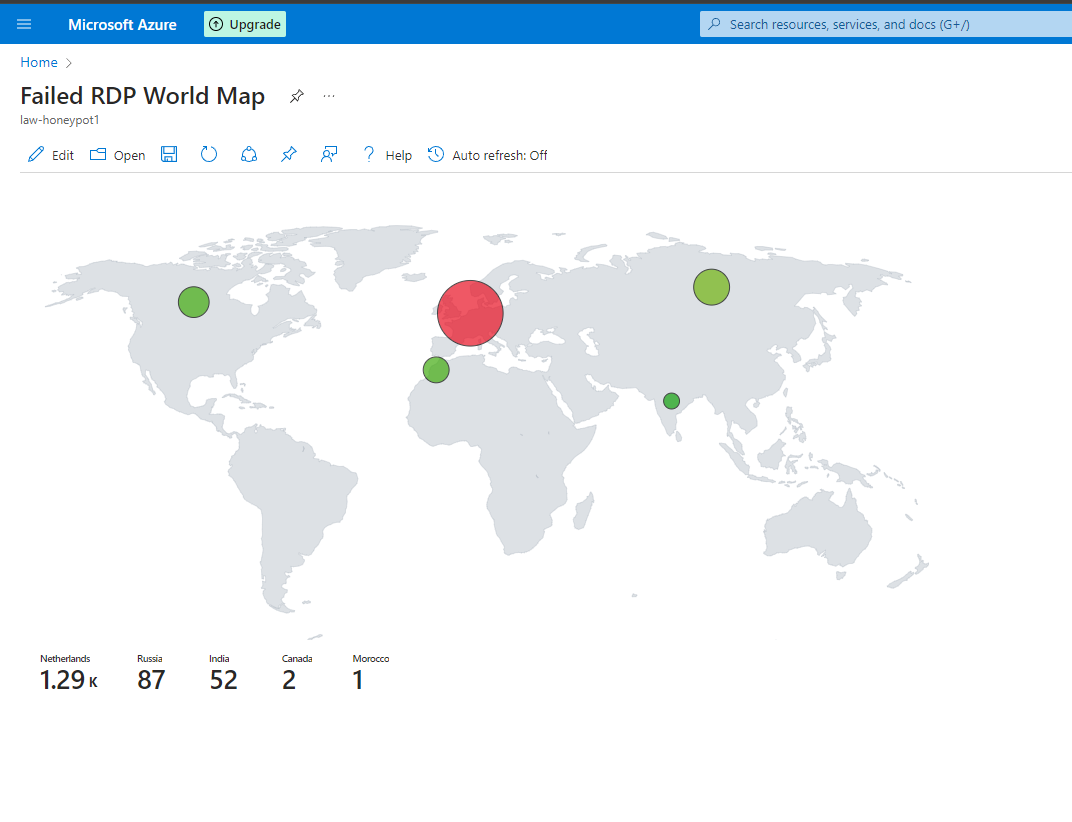 Microsoft Azure
Upgrade
Search resources, services, and docs (G+/)
Home
Failed RDP World Map
law-honeypot1
Edit Open Help Auto refresh: Off
Netherlands Russia India Canada Morocco
1.29 K 87 52 2 1